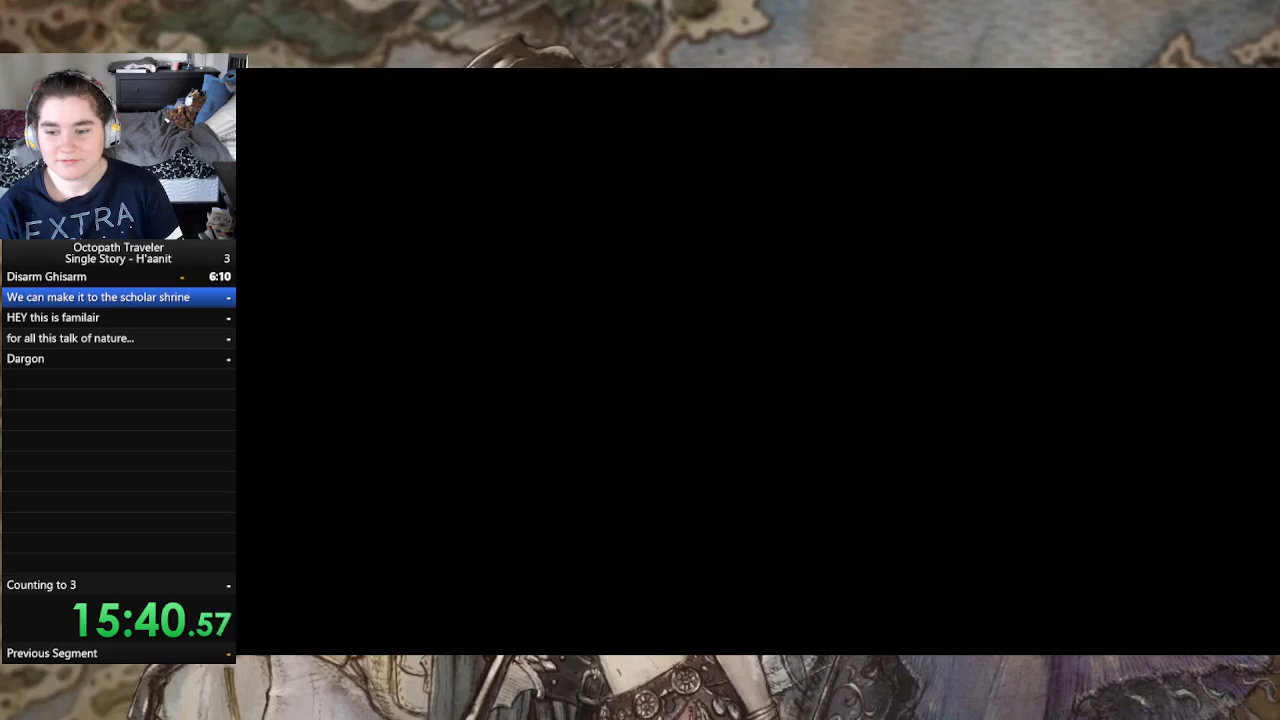 EXTRA
Octopath Traveler
Single Story - H'aanit 3
Disarm Ghisarm - 6:10
We can make it to the scholar shrine -
HEY this is familair -
for all this talk of nature... -
Dargon -
Counting to 3 -
15:40.57
Previous Segment -